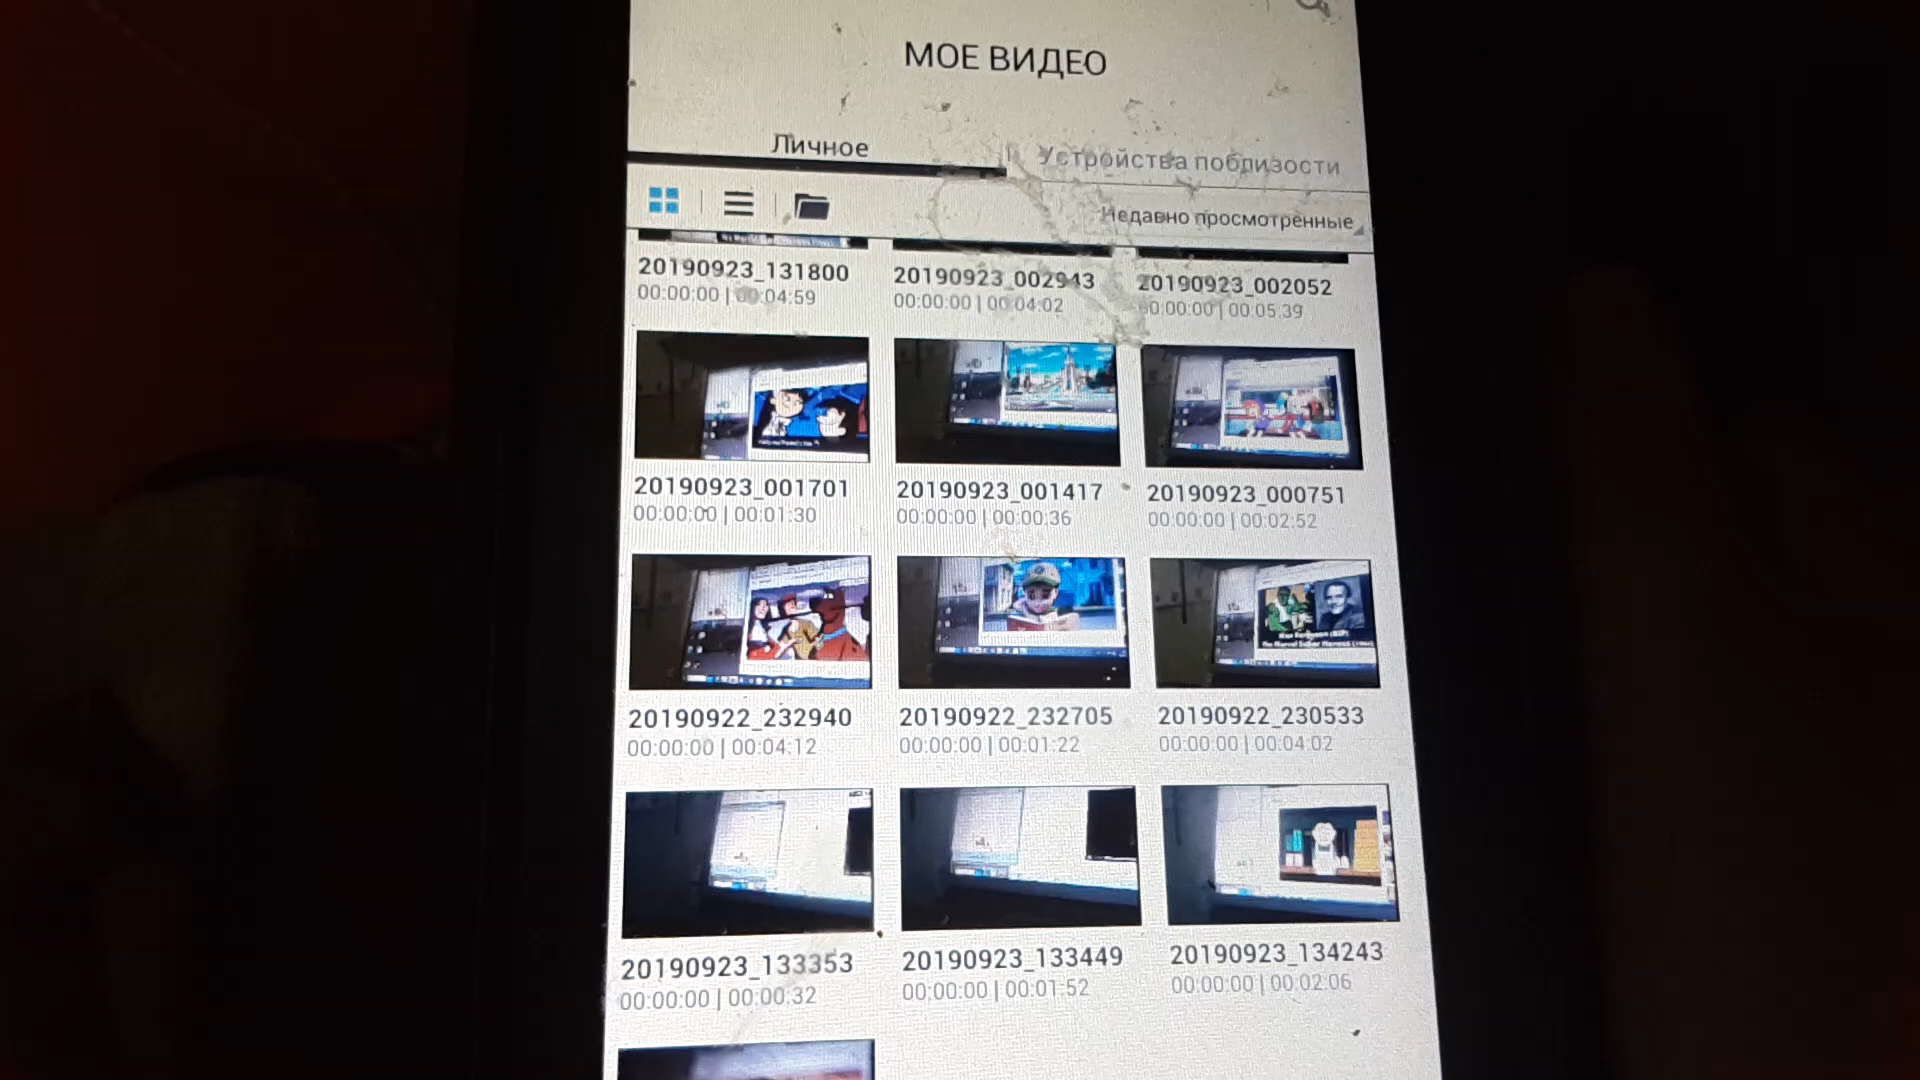 МОЕ ВИДЕО
Личное
Устройства поблизости
Недавно просмотренные
20190923_131800
00:00:00 | 00:04:59
20190923_002943
00:00:00 | 00:04:02
20190923_002052
00:00:00 | 00:05:39
20190923_001701
00:00:00 | 00:01:30
20190923_001417
00:00:00 | 00:00:36
20190923_000751
00:00:00 | 00:02:52
20190922_232940
00:00:00 | 00:04:12
20190922_232705
00:00:00 | 00:01:22
20190922_230533
00:00:00 | 00:04:02
20190923_133353
00:00:00 | 00:00:32
20190923_133449
00:00:00 | 00:01:52
20190923_134243
00:00:00 | 00:02:06